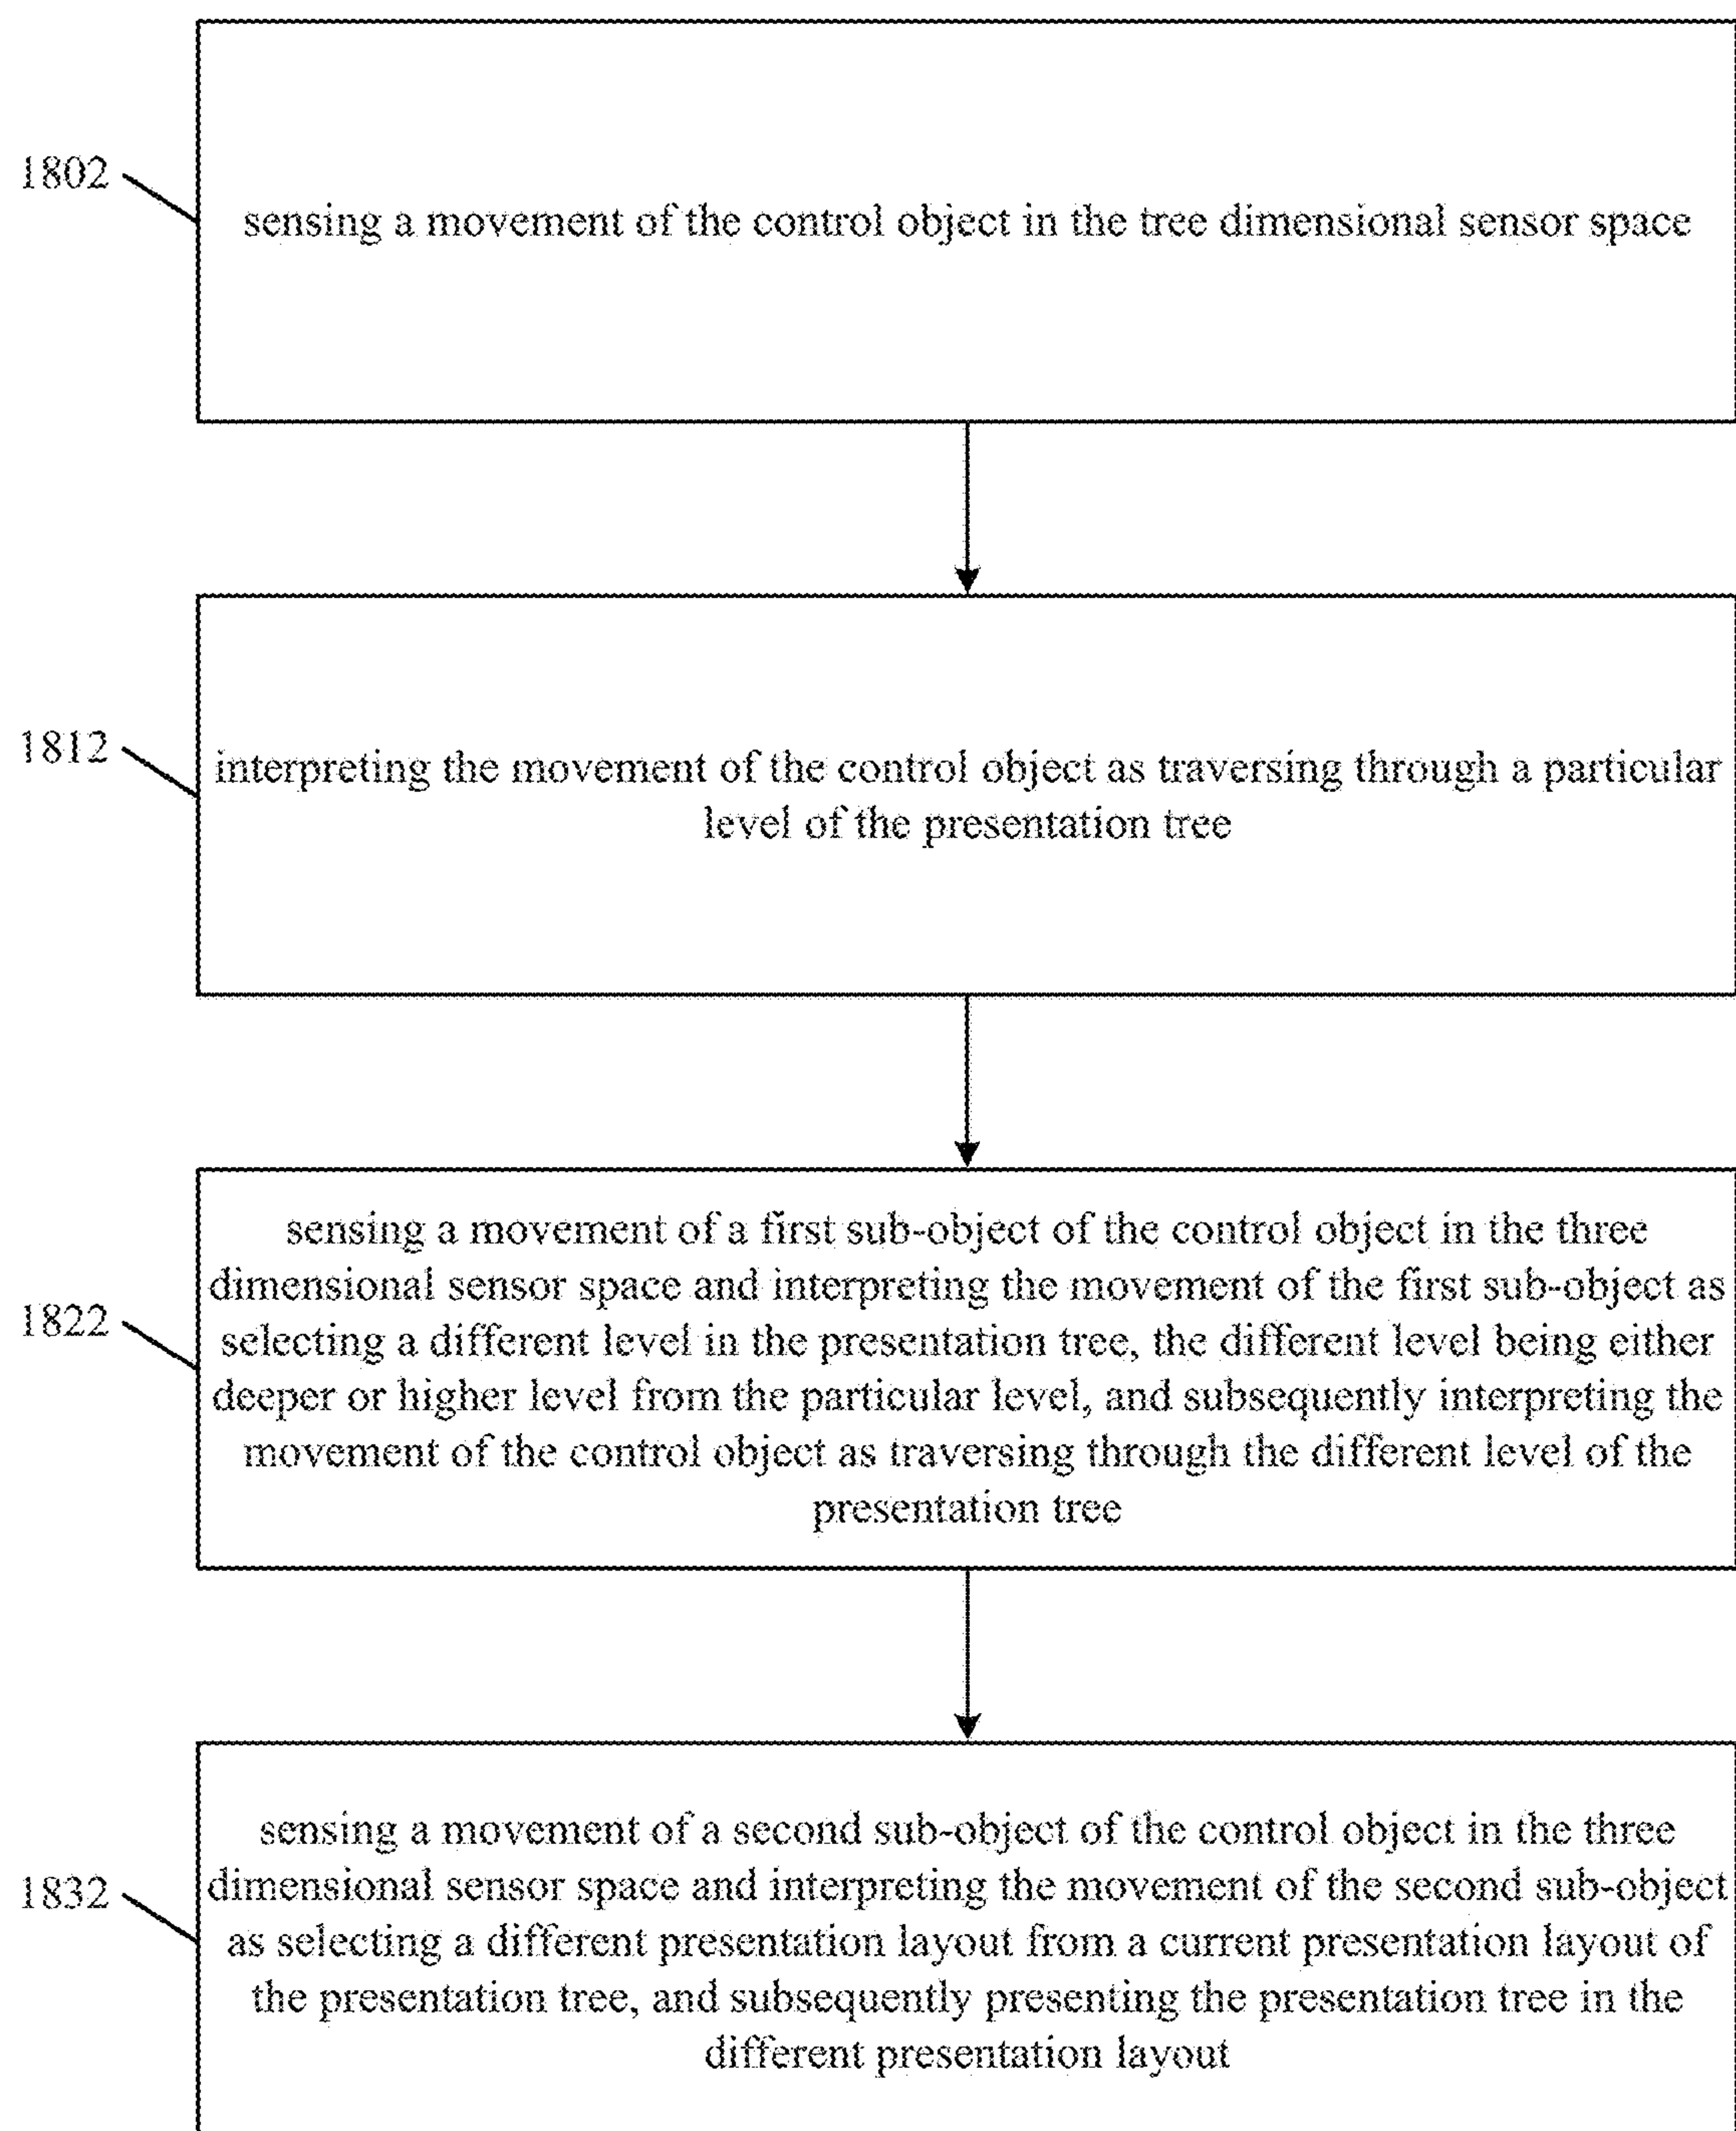 1802
sensing a movement of the control object in the tree dimensional sensor space
1812
interpreting the movement of the control object as traversing through a particular
level of the presentation tree
1822
sensing a movement of a first sub-object of the control object in the three
dimensional sensor space and interpreting the movement of the first sub-object as
selecting a different level in the presentation tree, the different level being either
deeper or higher level from the particular level, and subsequently interpreting the
movement of the control object as traversing through the different level of the
presentation tree
1832
sensing a movement of a second sub-object of the control object in the three
dimensional sensor space and interpreting the movement of the second sub-object
as selecting a different presentation layout from a current presentation layout of
the presentation tree, and subsequently presenting the presentation tree in the
different presentation layout